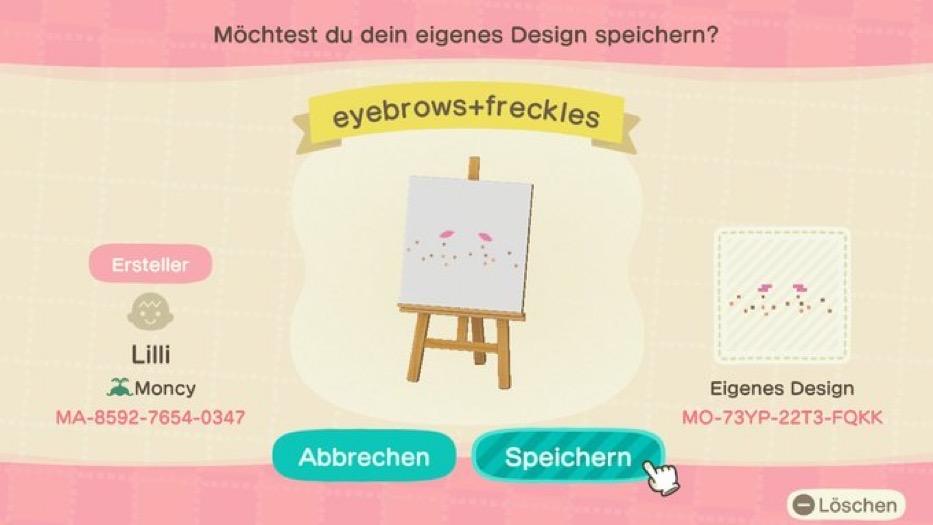 Möchtest du dein eigenes Design speichern?
eyebrows+freckles
Ersteller
Lilli
Moncy
MA-8592-7654-0347
Eigenes Design
MO-73YP-22T3-FQKK
Abbrechen
Speichern
Löschen